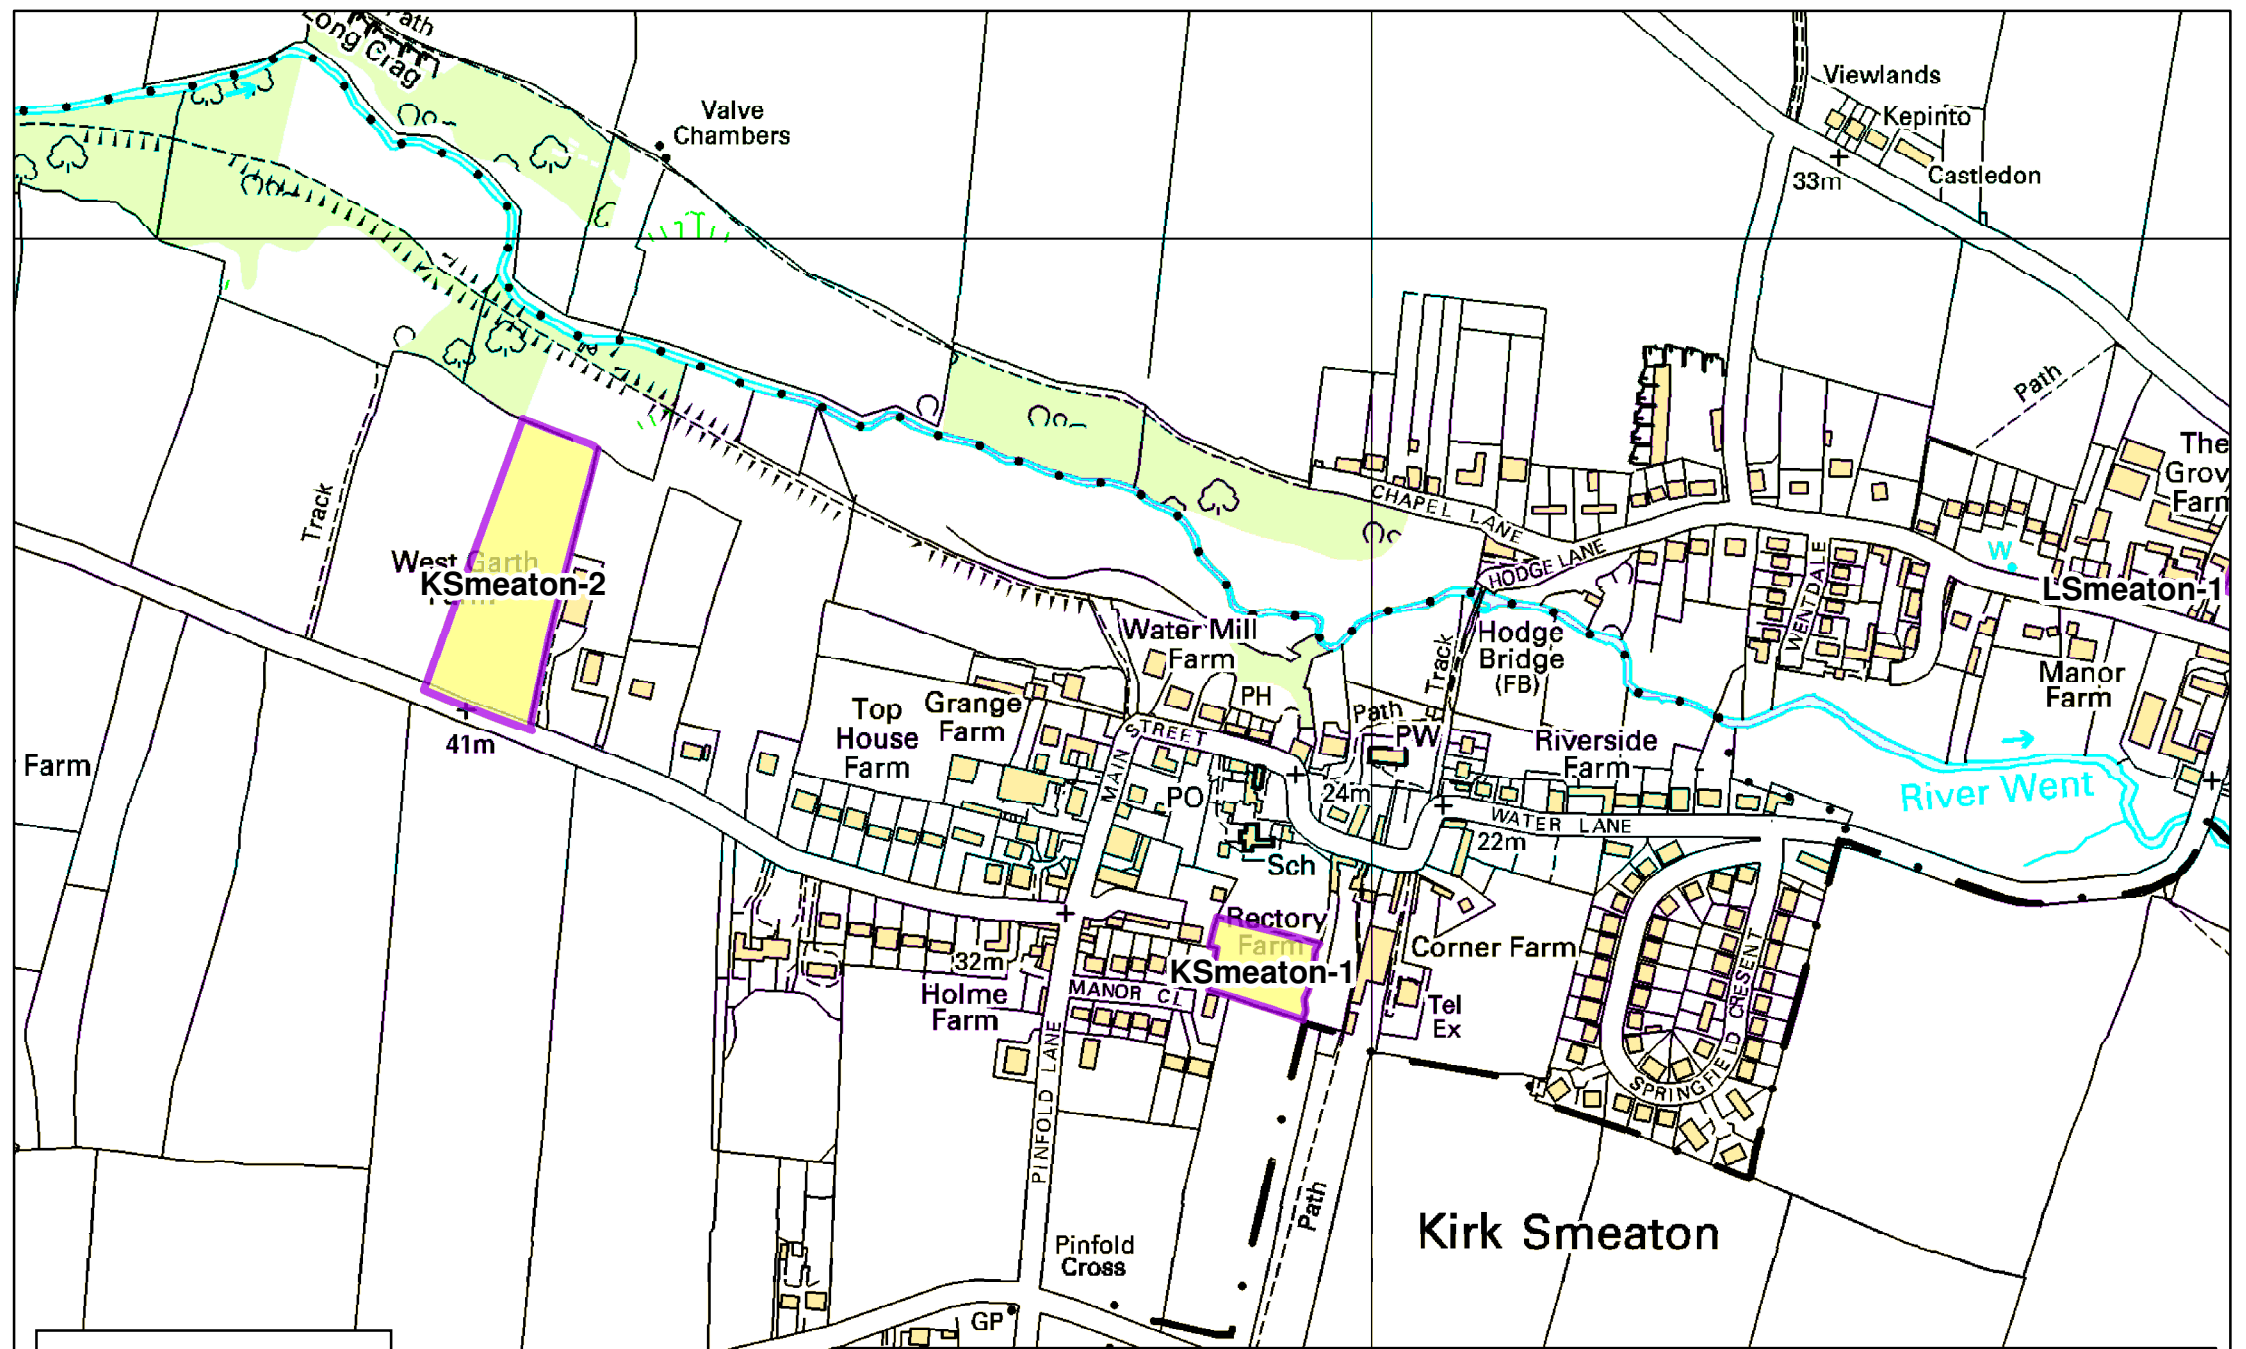 Path
Long Crag
Valve
Chambers
Viewlands
Kepinto
Castledon
33m
Path
The
Grov
Farm
Track
CHAPEL LANE
HODGE LANE
WENTDALE
W
LSmeaton-1
West Garth
KSmeaton-2
Water Mill
Farm
Hodge
Bridge
(FB)
Track
Manor
Farm
PH
Path
PW
Top
House
Farm
Grange
Farm
MAIN STREET
Riverside
Farm
41m
Farm
PO
24m
River Went
WATER LANE
22m
Sch
Rectory
Farm
KSmeaton-1
Corner Farm
32m
Holme
Farm
MANOR CL
Tel
Ex
SPRINGFIELD CRESENT
PINFOLD LANE
Path
Kirk Smeaton
Pinfold
Cross
GP